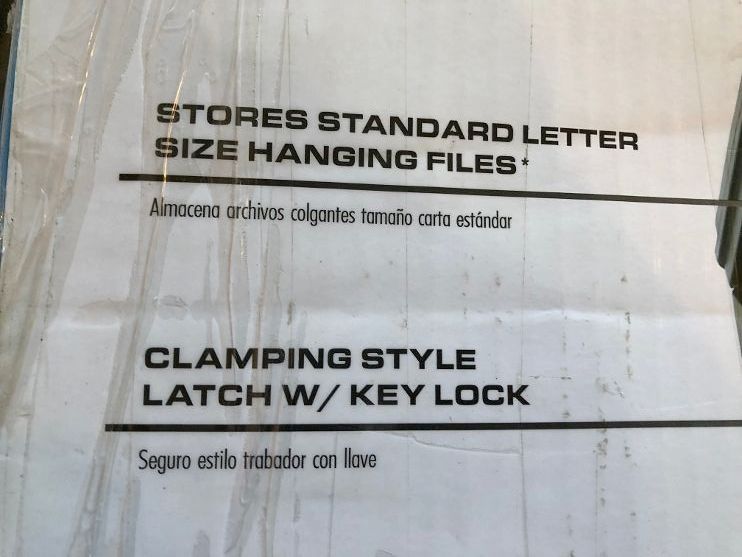 STORES STANDARD LETTER
SIZE HANGING FILES*
Almacena archivos colgantes tamaño carta estándar
CLAMPING STYLE
LATCH W/ KEY LOCK
Seguro estilo trabador con llave